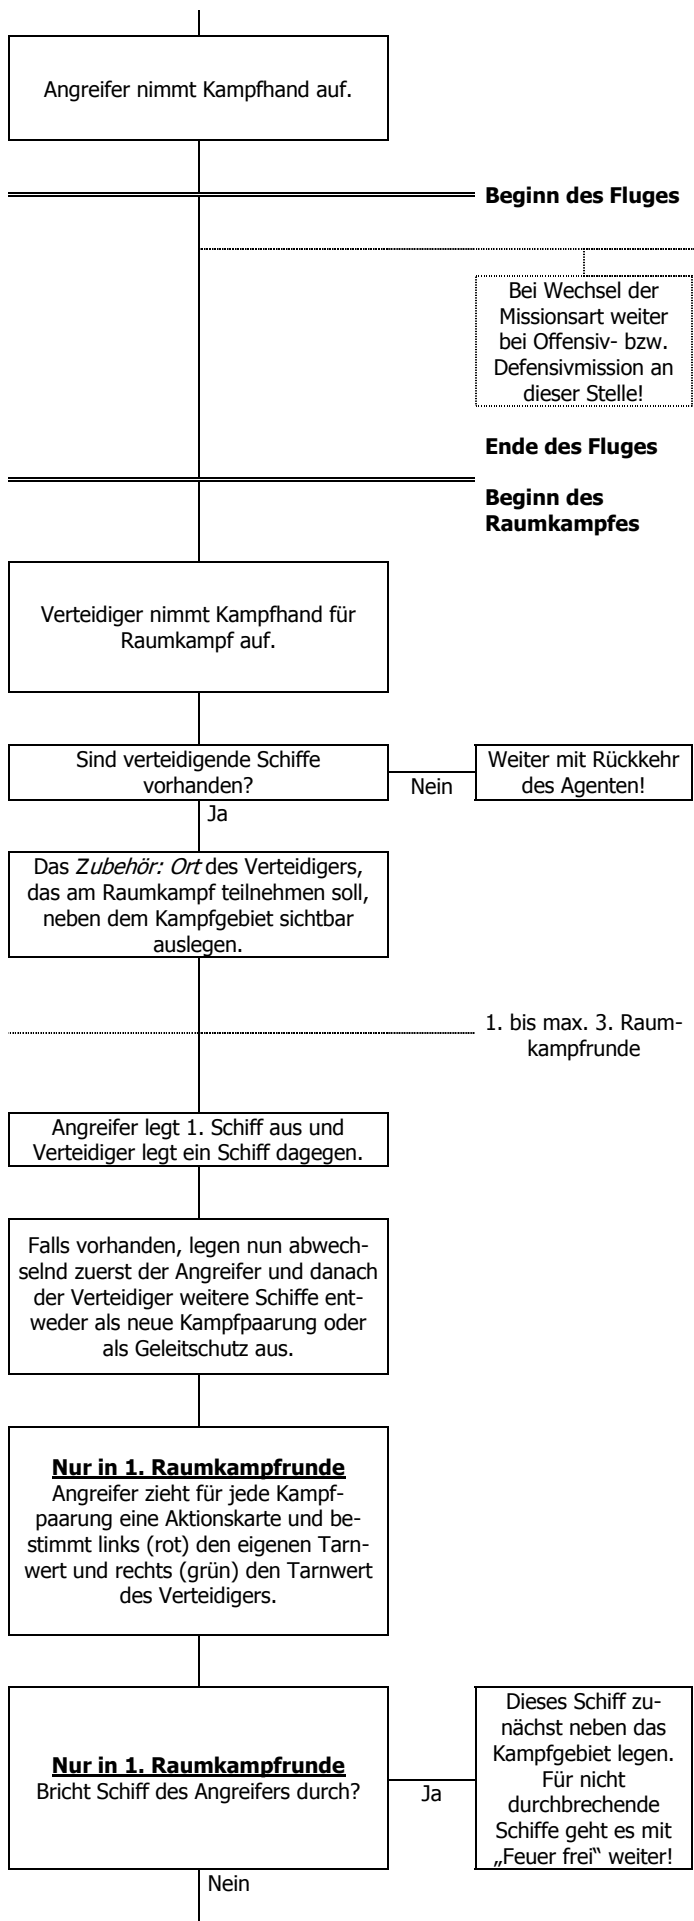 Angreifer nimmt Kampfhand auf.
Beginn des Fluges
Bei Wechsel der
Missionsart weiter
bei Offensiv- bzw.
Defensivmission an
dieser Stelle!
Ende des Fluges
Beginn des
Raumkampfes
Verteidiger nimmt Kampfhand für
Raumkampf auf.
Sind verteidigende Schiffe
vorhanden?
Nein
Weiter mit Rückkehr
des Agenten!
Ja
Das Zubehör: Ort des Verteidigers,
das am Raumkampf teilnehmen soll,
neben dem Kampfgebiet sichtbar
auslegen.
1. bis max. 3. Raum-
kampfrunde
Angreifer legt 1. Schiff aus und
Verteidiger legt ein Schiff dagegen.
Falls vorhanden, legen nun abwech-
selnd zuerst der Angreifer und danach
der Verteidiger weitere Schiffe ent-
weder als neue Kampfpaarung oder
als Geleitschutz aus.
Nur in 1. Raumkampfrunde
Angreifer zieht für jede Kampf-
paarung eine Aktionskarte und be-
stimmt links (rot) den eigenen Tarn-
wert und rechts (grün) den Tarnwert
des Verteidigers.
Nur in 1. Raumkampfrunde
Bricht Schiff des Angreifers durch?
Ja
Dieses Schiff zu-
nächst neben das
Kampfgebiet legen.
Für nicht
durchbrechende
Schiffe geht es mit
„Feuer frei“ weiter!
Nein